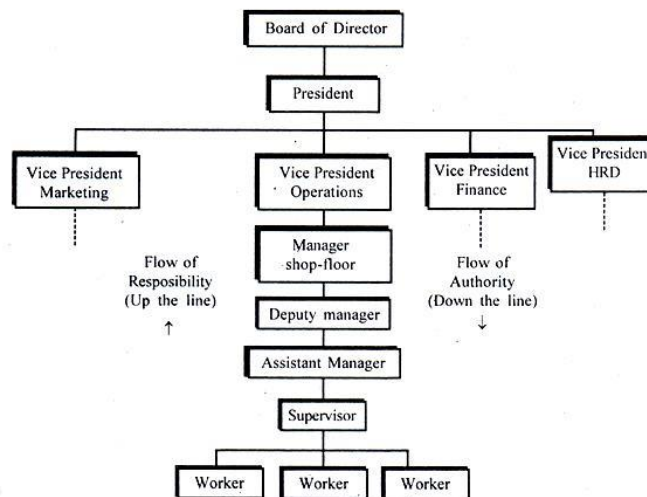 Board of Director
President
Vice President
Marketing
Vice President
Operations
Vice President
Finance
Vice President
HRD
Manager
shop-floor
Flow of
Resposibility
(Up the line)
↑
Flow of
Authority
(Down the line)
↓
Deputy manager
Assistant Manager
Supervisor
Worker
Worker
Worker